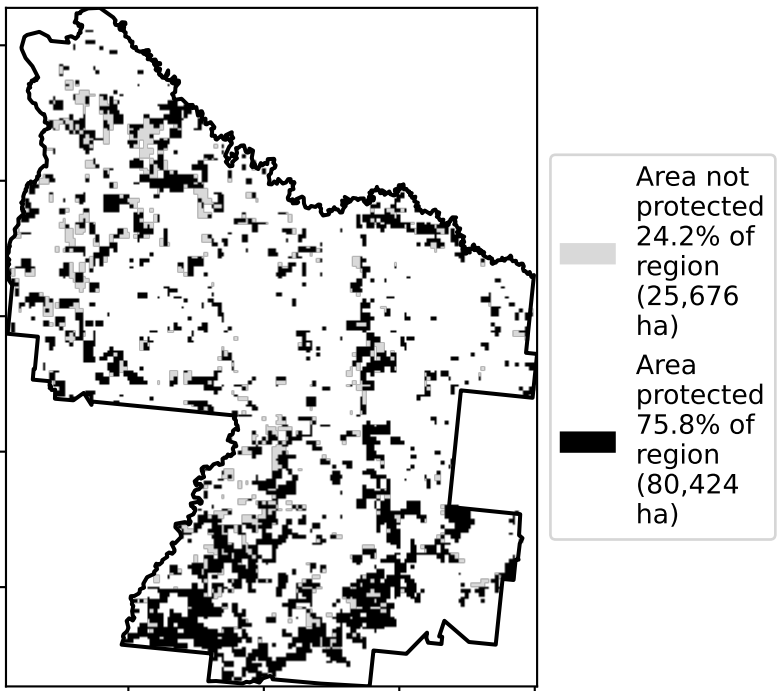 Area not
protected
24.2% of
region
(25,676
ha)
Area
protected
75.8% of
region
(80,424
ha)